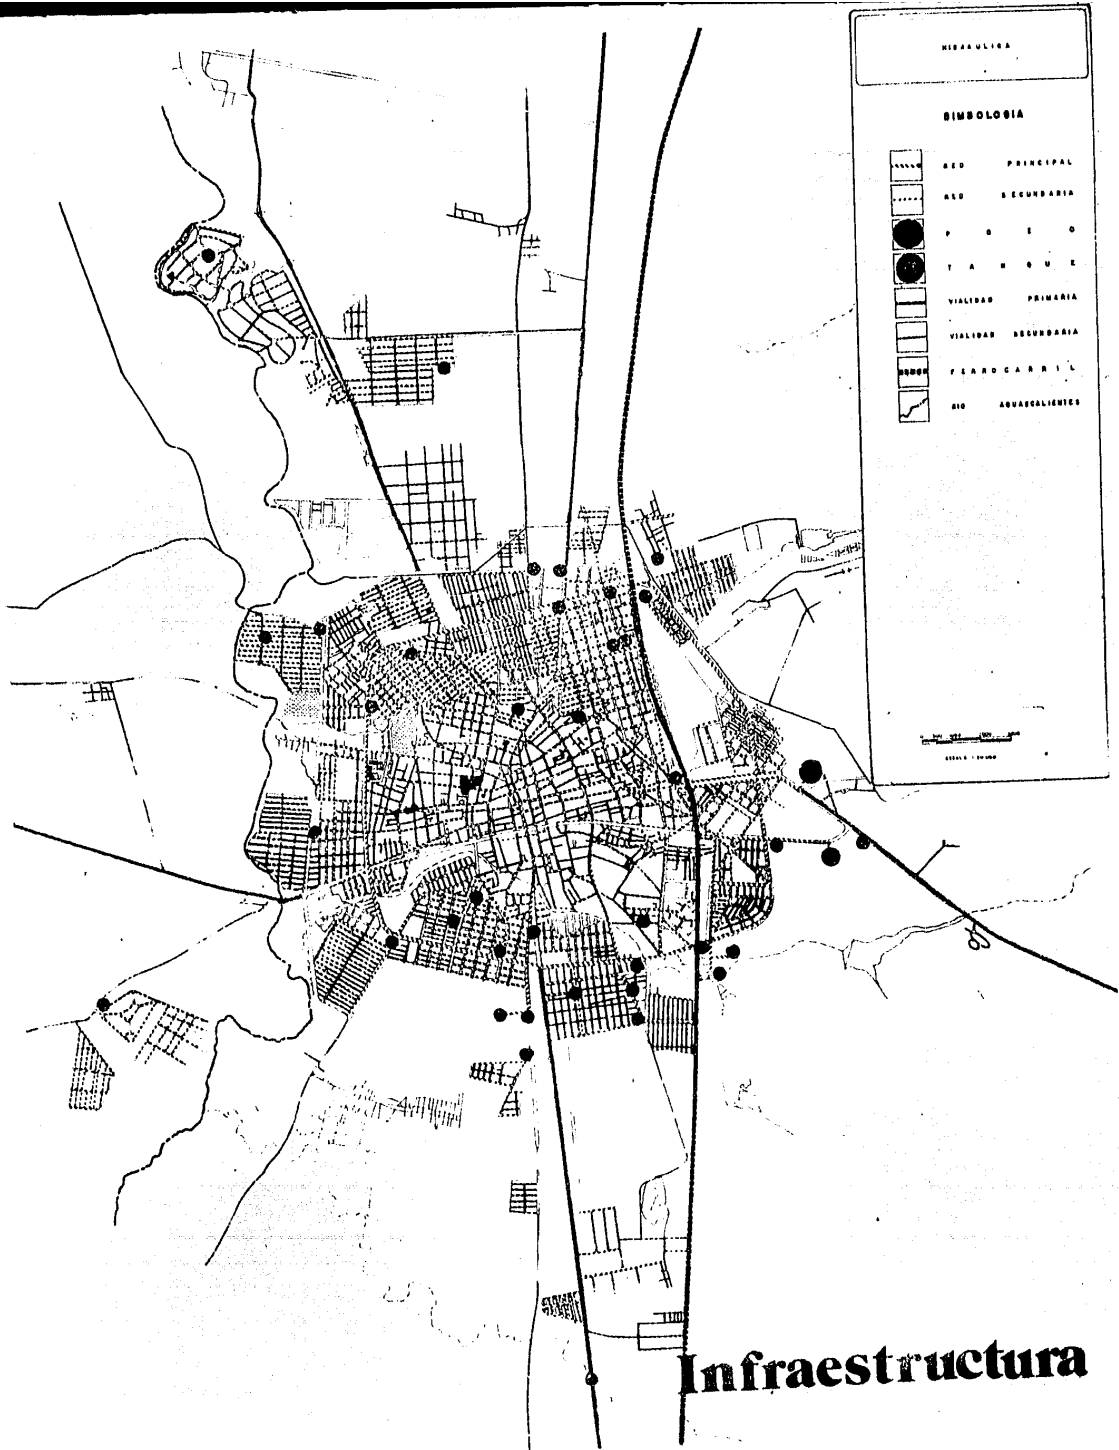 HIDRAULICA
SIMBOLOGIA
RED PRINCIPAL
RED SECUNDARIA
POZO
TANQUE
VIALIDAD PRIMARIA
VIALIDAD SECUNDARIA
FERROCARRIL
RIO AGUASCALIENTES
Infraestructura